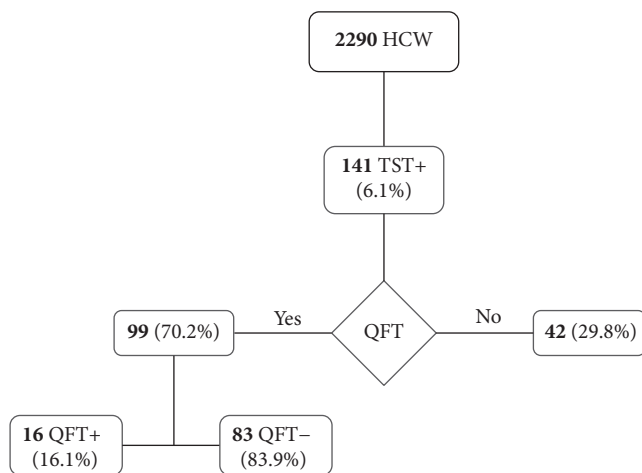 2290 HCW
141 TST+
(6.1%)
Yes
QFT
No
99 (70.2%)
42 (29.8%)
16 QFT+
(16.1%)
83 QFT−
(83.9%)